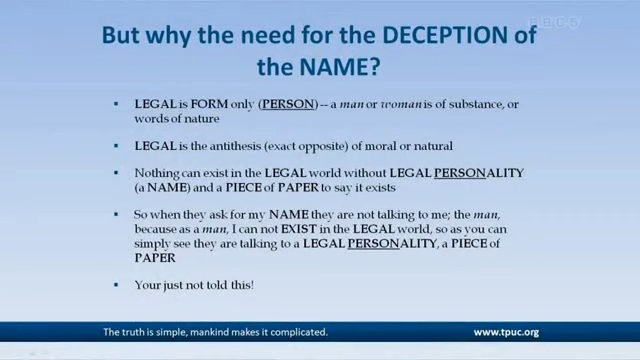 But why the need for the DECEPTION of
the NAME?
▪ LEGAL is FORM only (PERSON) -- a man or woman is of substance, or
words of nature
▪ LEGAL is the antithesis (exact opposite) of moral or natural
▪ Nothing can exist in the LEGAL world without LEGAL PERSONALITY
(a NAME) and a PIECE of PAPER to say it exists
▪ So when they ask for my NAME they are not talking to me; the man,
because as a man, I can not EXIST in the LEGAL world, so as you can
simply see they are talking to a LEGAL PERSONALITY, a PIECE of
PAPER
▪ Your just not told this!
The truth is simple, mankind makes it complicated. www.tpuc.org